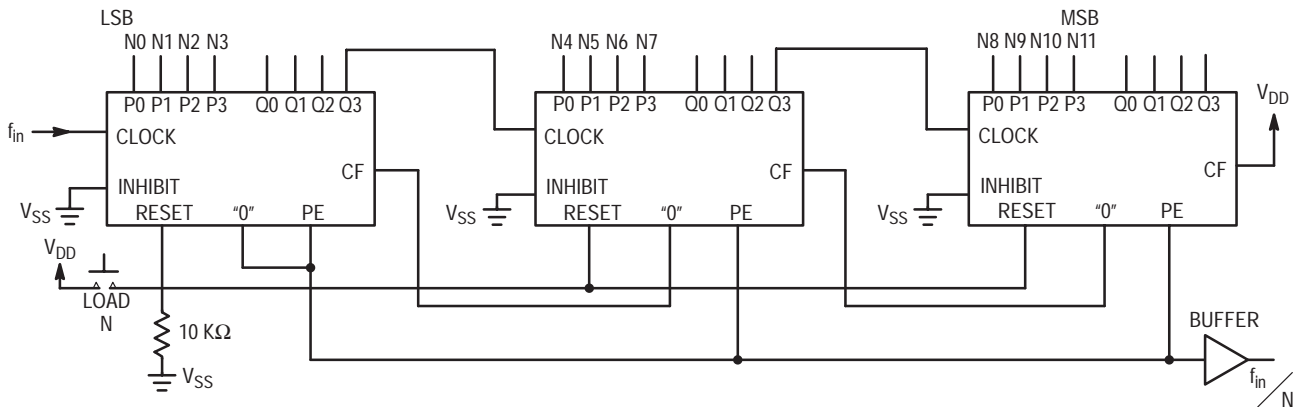 LSB
MSB
N0 N1 N2 N3
N4 N5 N6 N7
N8 N9 N10 N11
P0 P1 P2 P3 Q0 Q1 Q2 Q3
P0 P1 P2 P3 Q0 Q1 Q2 Q3
P0 P1 P2 P3 Q0 Q1 Q2 Q3
VDD
fin
CLOCK
CLOCK
CLOCK
CF
CF
CF
INHIBIT
INHIBIT
INHIBIT
VSS
VSS
VSS
RESET “0” PE
RESET “0” PE
RESET “0” PE
VDD
LOAD
N
10 KΩ
VSS
BUFFER
fin/N